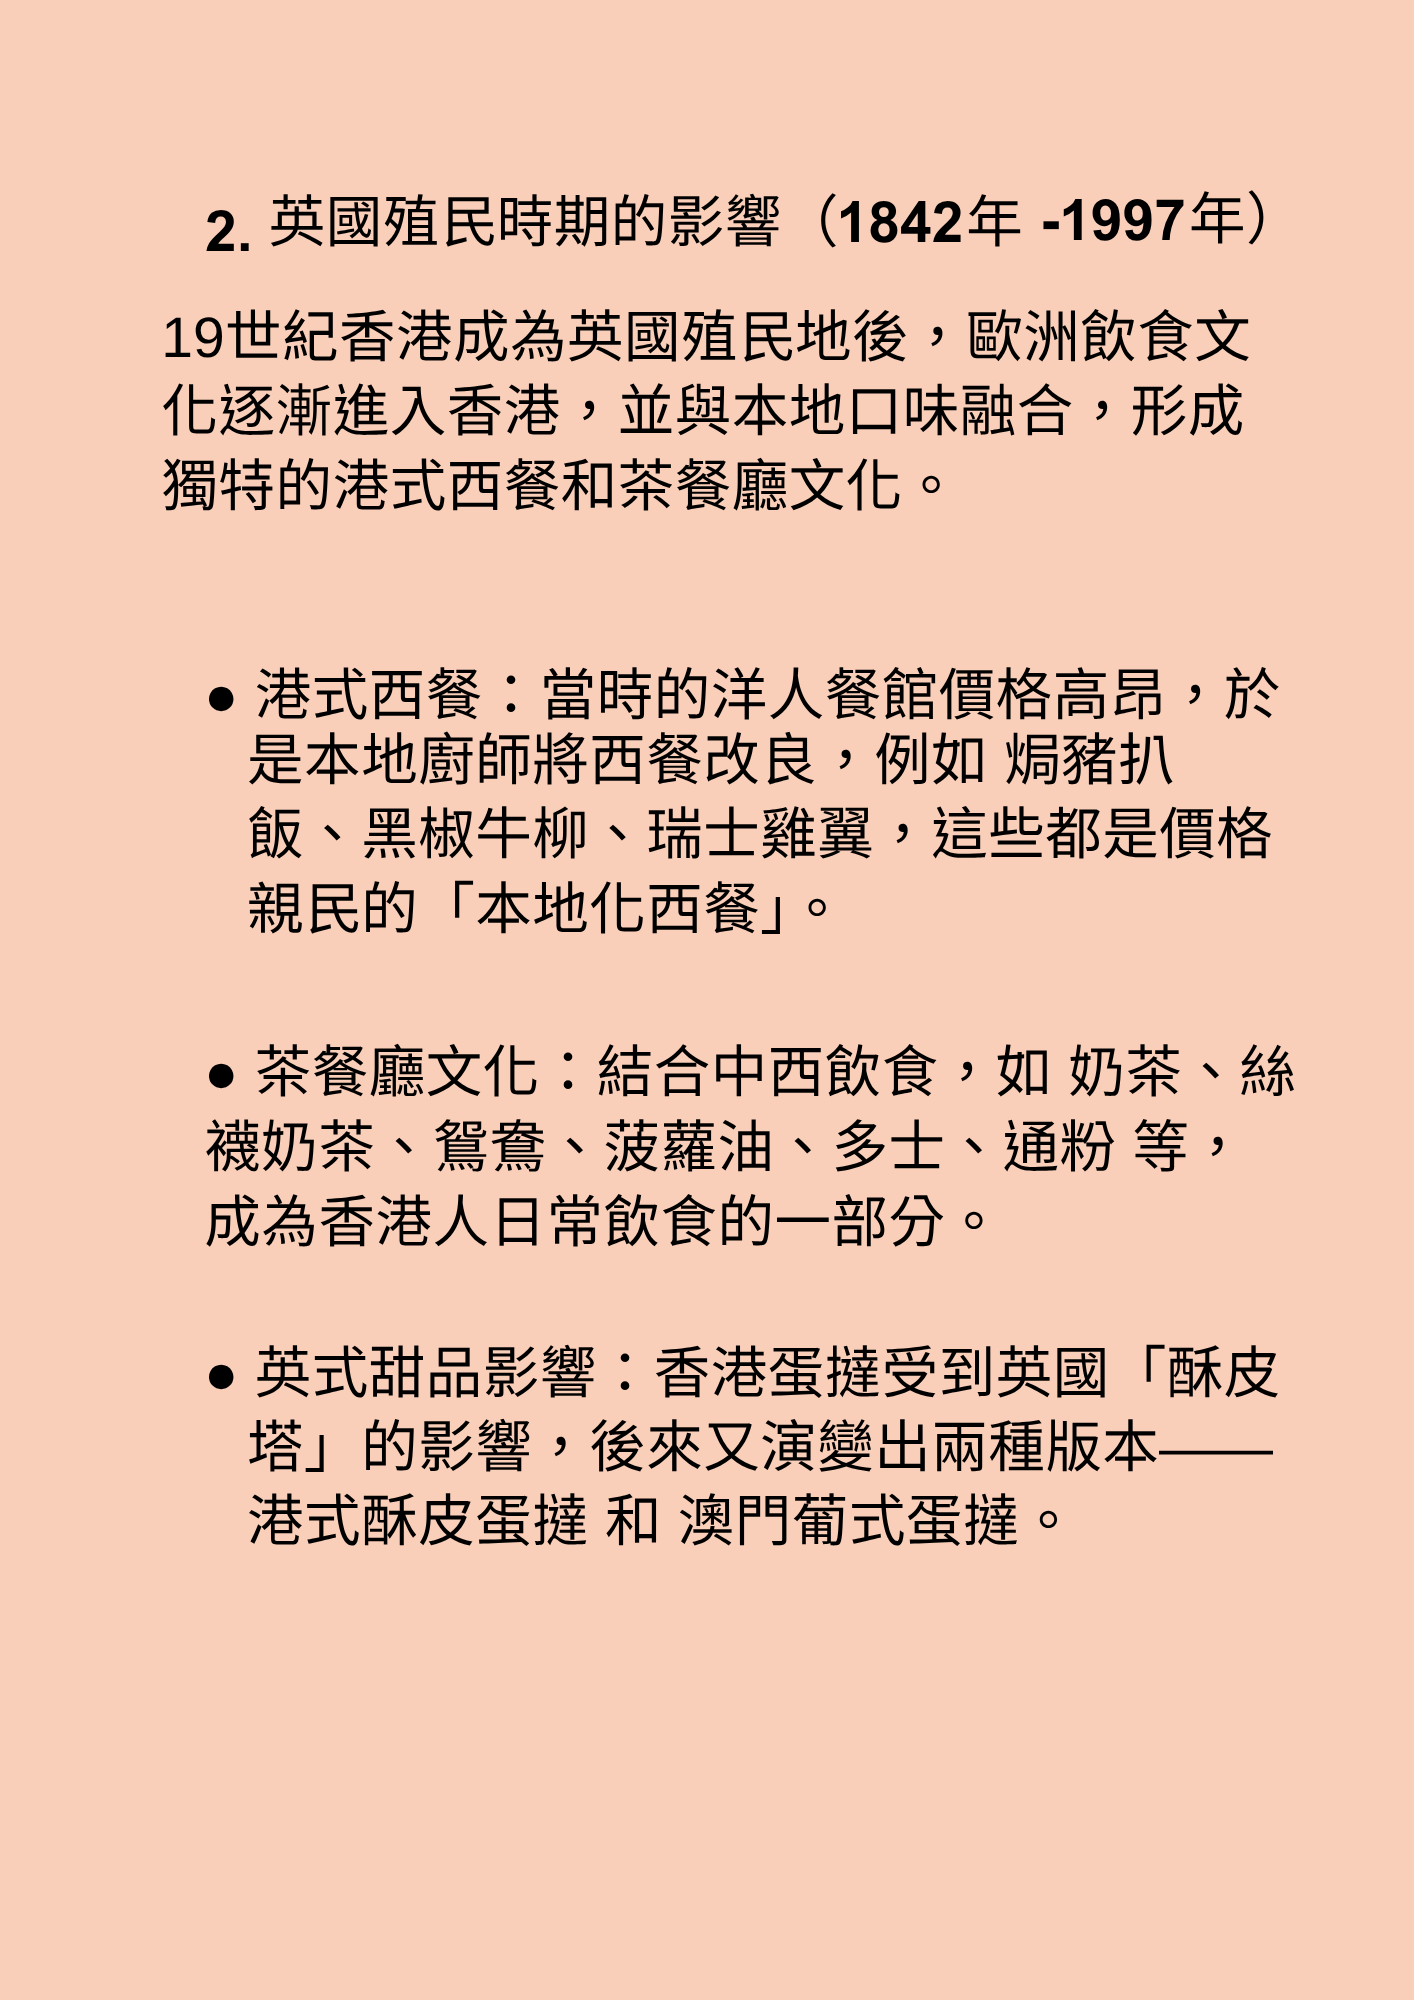 2. 英國殖民時期的影響（1842年 -1997年）
19世紀香港成為英國殖民地後，歐洲飲食文
化逐漸進入香港，並與本地口味融合，形成
獨特的港式西餐和茶餐廳文化。
● 港式西餐：當時的洋人餐館價格高昂，於
是本地廚師將西餐改良，例如 焗豬扒
飯、黑椒牛柳、瑞士雞翼，這些都是價格
親民的「本地化西餐」。
● 茶餐廳文化：結合中西飲食，如 奶茶、絲
襪奶茶、鴛鴦、菠蘿油、多士、通粉 等，
成為香港人日常飲食的一部分。
● 英式甜品影響：香港蛋撻受到英國「酥皮
塔」的影響，後來又演變出兩種版本——
港式酥皮蛋撻 和 澳門葡式蛋撻。